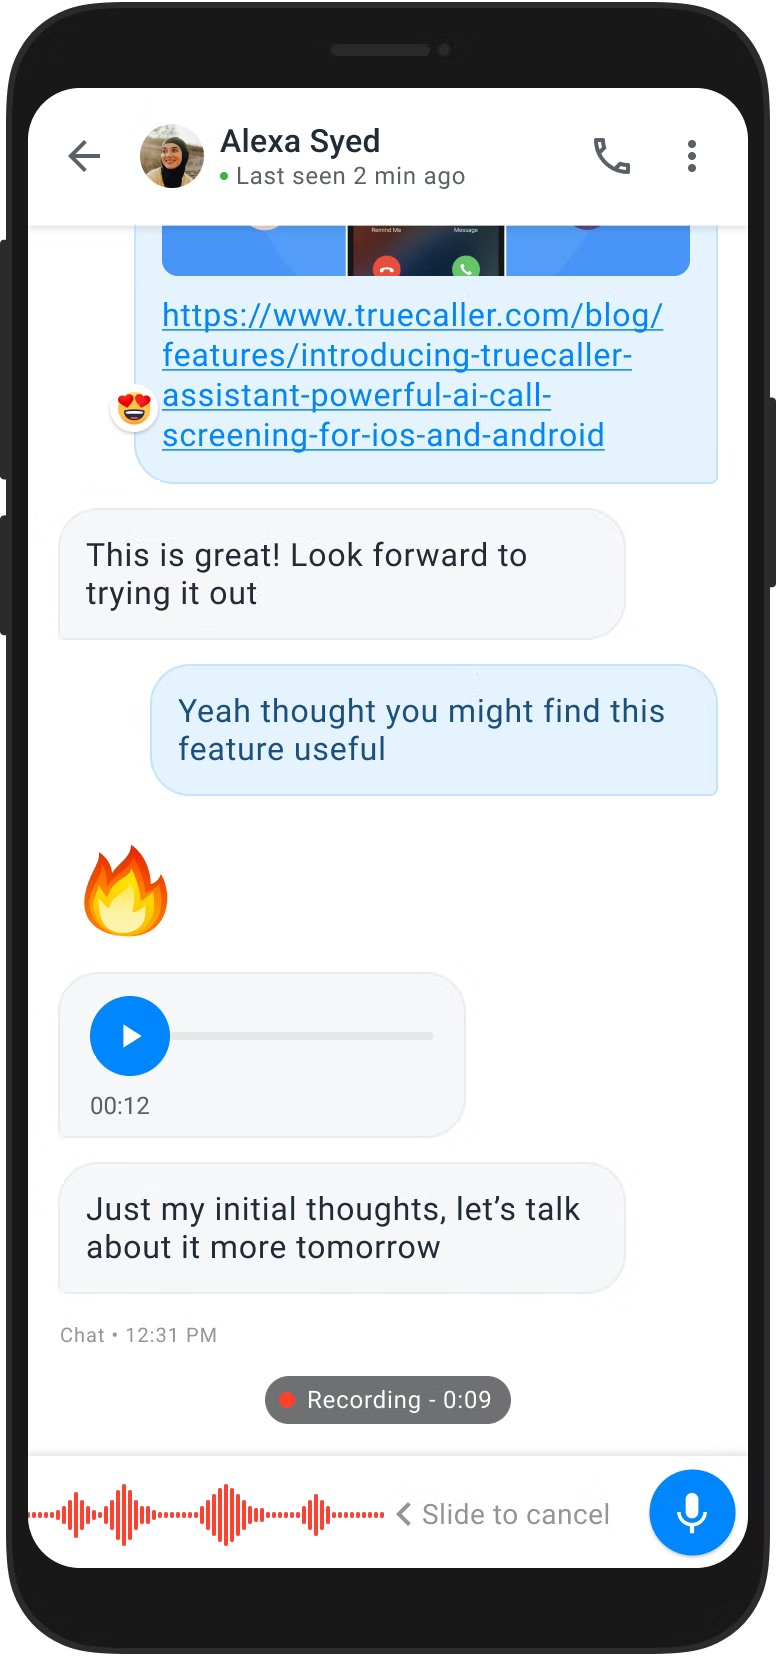 Alexa Syed
Last seen 2 min ago
Remind Me
Message
https://www.truecaller.com/blog/
features/introducing-truecaller-
assistant-powerful-ai-call-
screening-for-ios-and-android
This is great! Look forward to
trying it out
Yeah thought you might find this
feature useful
00:12
Just my initial thoughts, let’s talk
about it more tomorrow
Chat • 12:31 PM
Recording - 0:09
Slide to cancel